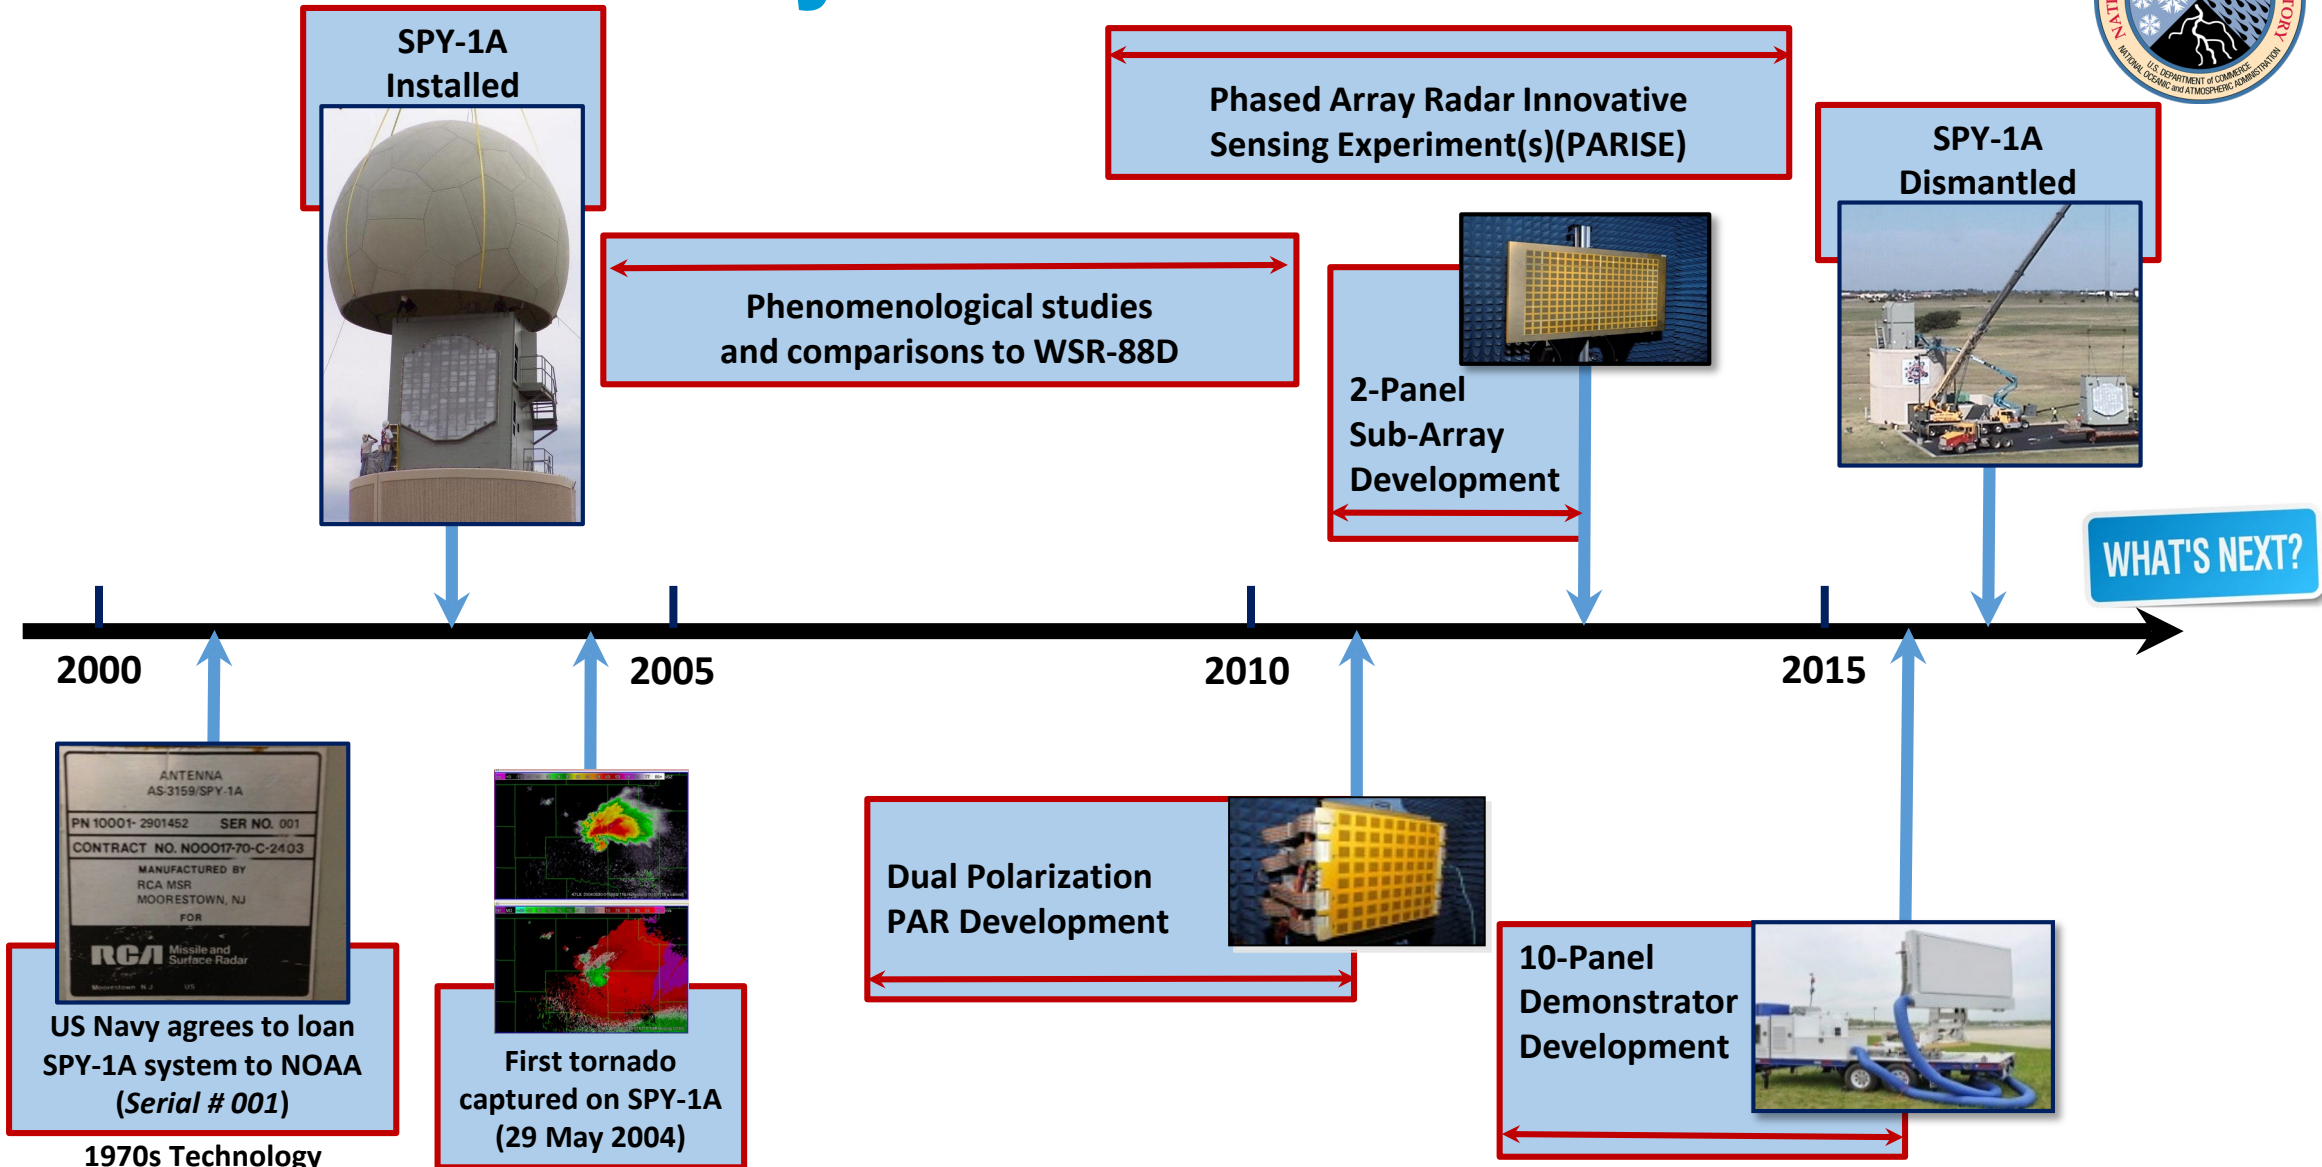 SPY-1A
Installed
Phased Array Radar Innovative
Sensing Experiment(s)(PARISE)
NATI
TORY
U.S. DEPARTMENT of COMMERCE
NATIONAL OCEANIC and ATMOSPHERIC ADMINISTRATION
SPY-1A
Dismantled
Phenomenological studies
and comparisons to WSR-88D
2-Panel
Sub-Array
Development
WHAT'S NEXT?
2000
2005
2010
2015
ANTENNA
AS-3159/SPY-1A
PN 10001- 2901452 SER NO. 001
CONTRACT NO. N00017-70-C-2403
MANUFACTURED BY
RCA MSR
MOORESTOWN, NJ
FOR
RCA Missile and
Surface Radar
Moorestown N.J. US
US Navy agrees to loan
SPY-1A system to NOAA
(Serial # 001)
1970s Technology
First tornado
captured on SPY-1A
(29 May 2004)
Dual Polarization
PAR Development
10-Panel
Demonstrator
Development